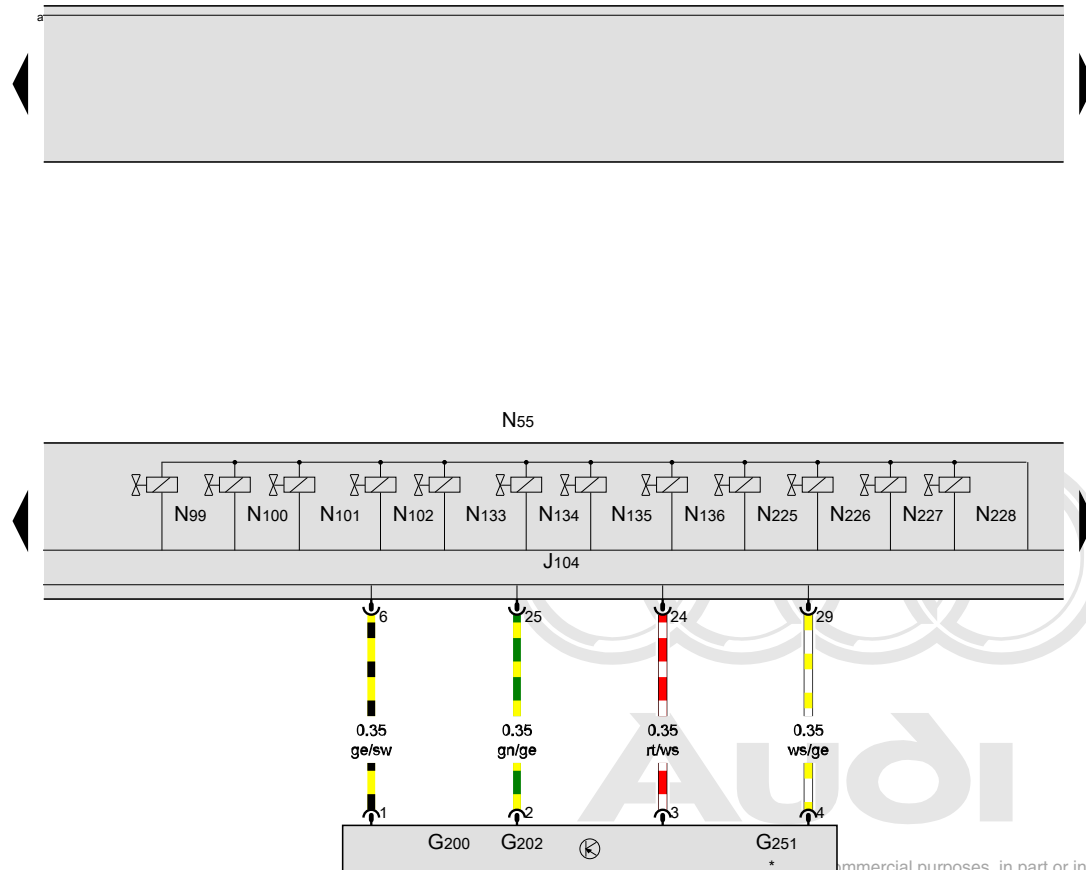 a
N55
N99 N100 N101 N102 N133 N134 N135 N136 N225 N226 N227 N228
J104
6 25 24 29
0.35 0.35 0.35 0.35
ge/sw gn/ge rt/ws ws/ge
Audi
1 2 3 4
G200 G202 G251
*
commercial purposes, in part or in